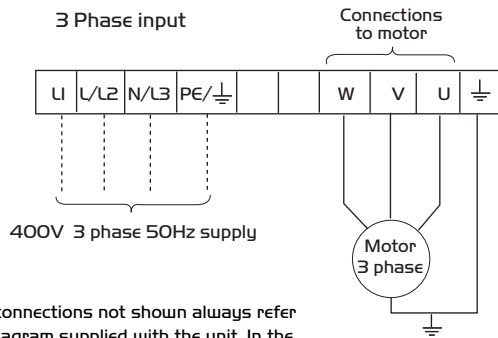 3 Phase input
Connections
to motor
L1 L/L2 N/L3 PE/⏚ W V U ⏚
400V 3 phase 50Hz supply
Motor
3 phase
connections not shown always refer
agram supplied with the unit. In the